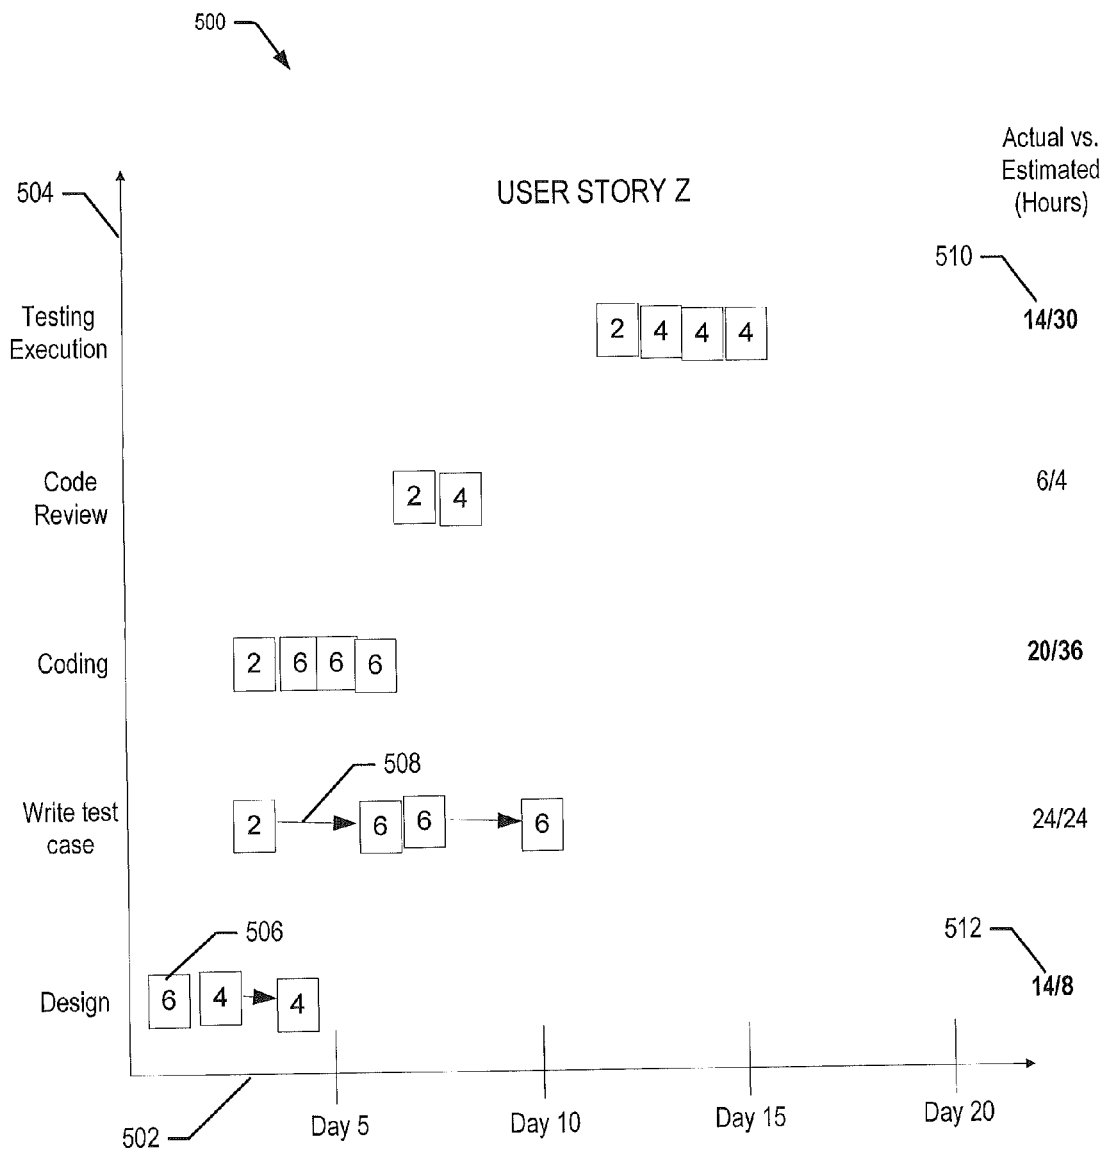 500
Actual vs.
Estimated
(Hours)
504
USER STORY Z
510
Testing
Execution
2 4 4 4
14/30
Code
Review
2 4
6/4
Coding
2 6 6 6
20/36
508
Write test
case
2 6 6 6
24/24
506
512
Design
6 4 4
14/8
Day 5 Day 10 Day 15 Day 20
502